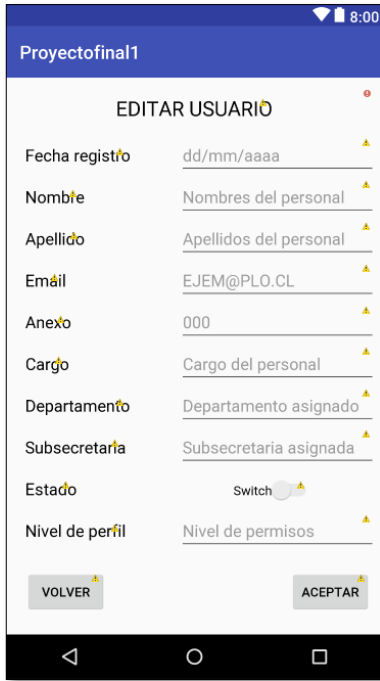 8:00
Proyectofinal1
EDITAR USUARIO
Fecha registro dd/mm/aaaa
Nombre Nombres del personal
Apellido Apellidos del personal
Email EJEM@PLO.CL
Anexo 000
Cargo Cargo del personal
Departamento Departamento asignado
Subsecretaria Subsecretaria asignada
Estado Switch
Nivel de perfil Nivel de permisos
VOLVER ACEPTAR